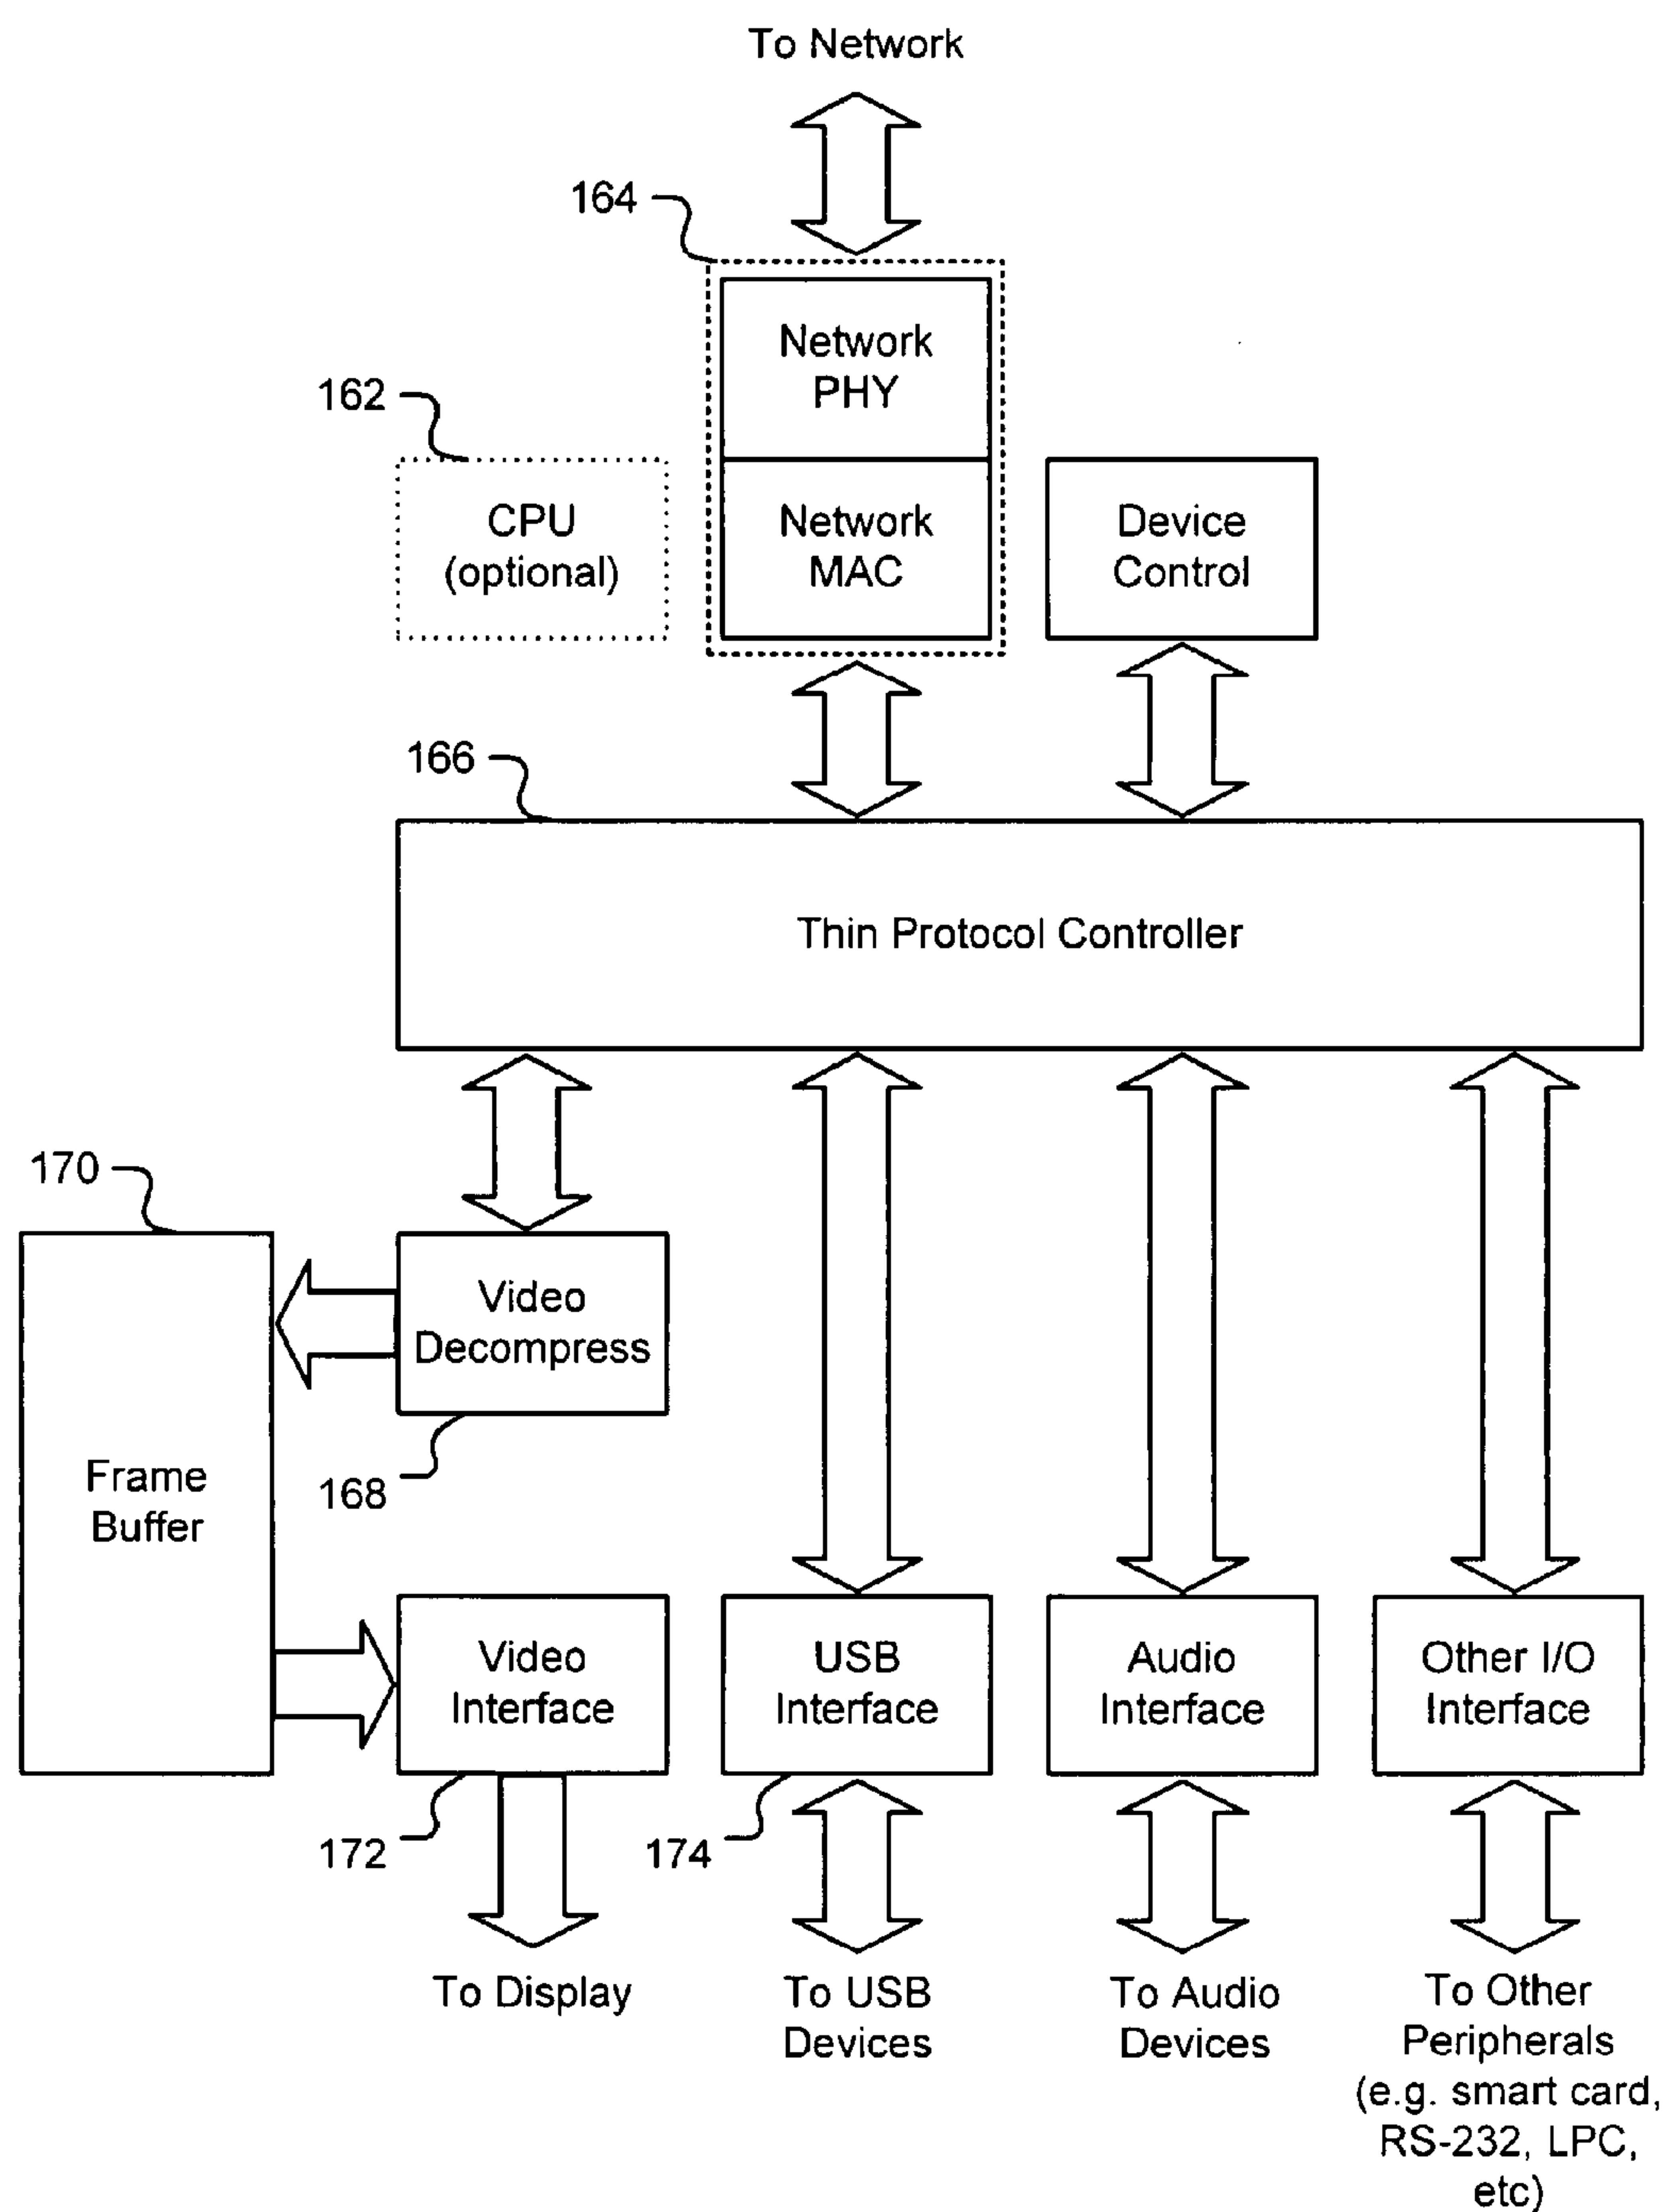 To Network
164
Network
PHY
162
CPU
(optional)
Network
MAC
Device
Control
166
Thin Protocol Controller
170
Video
Decompress
168
Frame
Buffer
Video
Interface
USB
Interface
Audio
Interface
Other I/O
Interface
172
174
To Display
To USB
Devices
To Audio
Devices
To Other
Peripherals
(e.g. smart card,
RS-232, LPC,
etc)